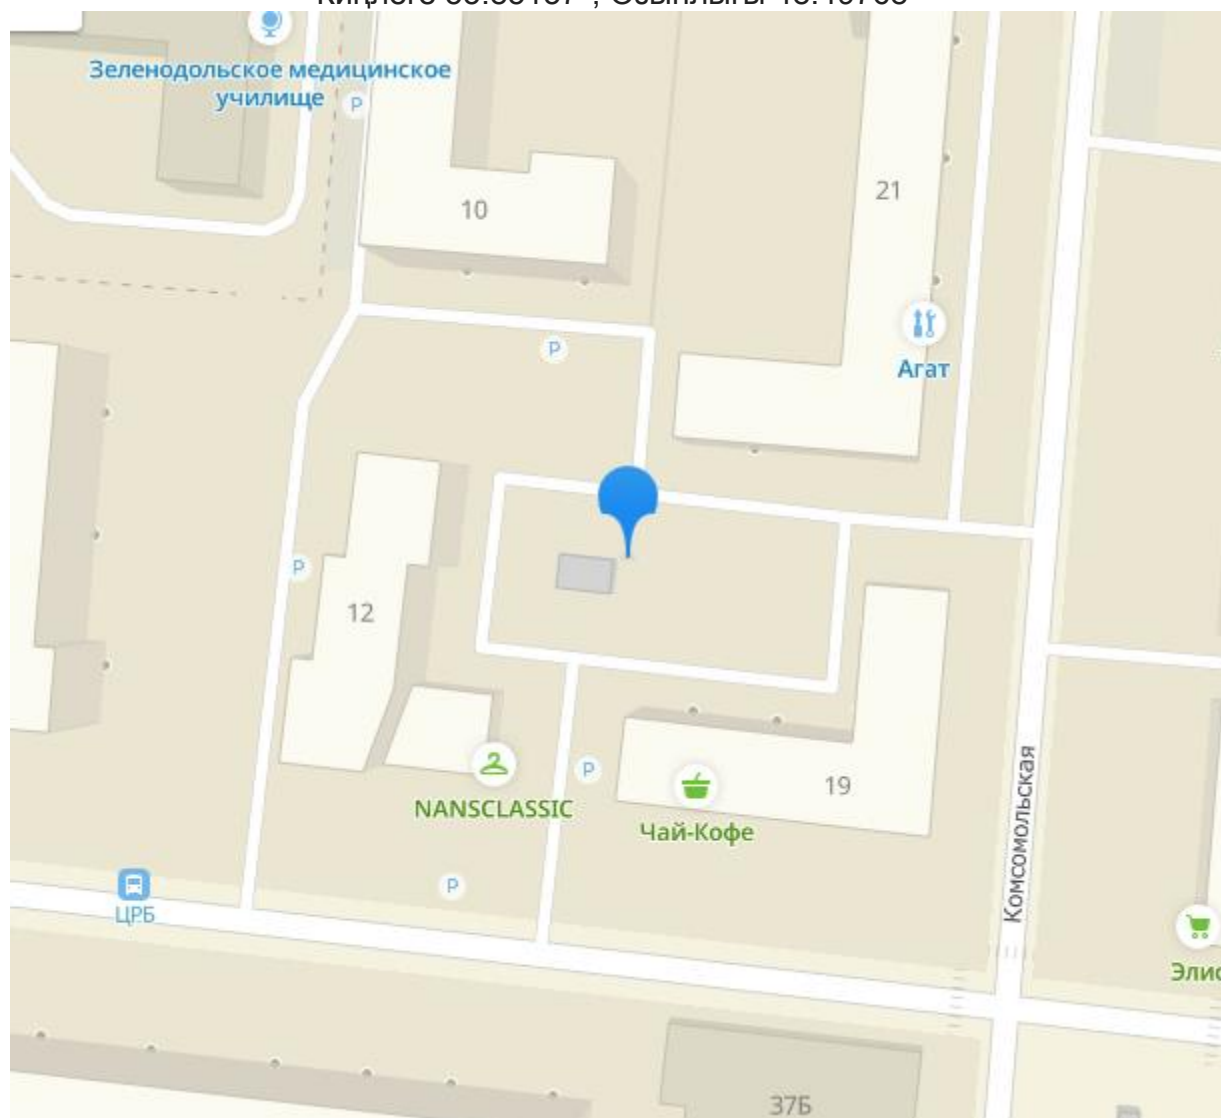 Зеленодольское медицинское
училище
P
10
21
P
Агат
P
12
NANSCLASSIC
P
19
Чай-Кофе
Комсомольская
P
ЦРБ
37Б